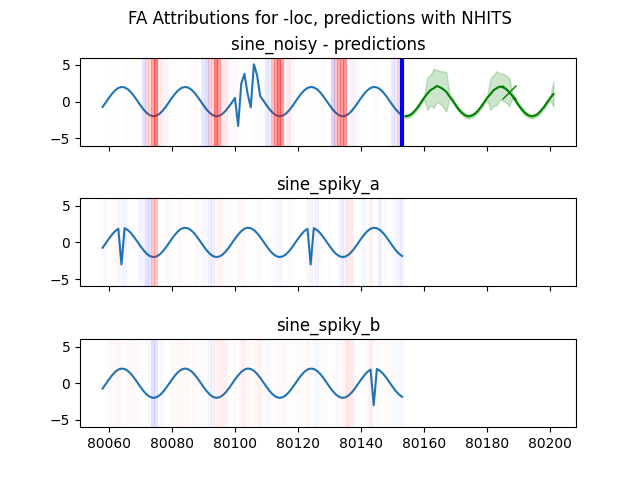 FA Attributions for -loc, predictions with NHITS
sine_noisy - predictions
5
0
−5
sine_spiky_a
5
0
−5
sine_spiky_b
5
0
−5
80060 80080 80100 80120 80140 80160 80180 80200